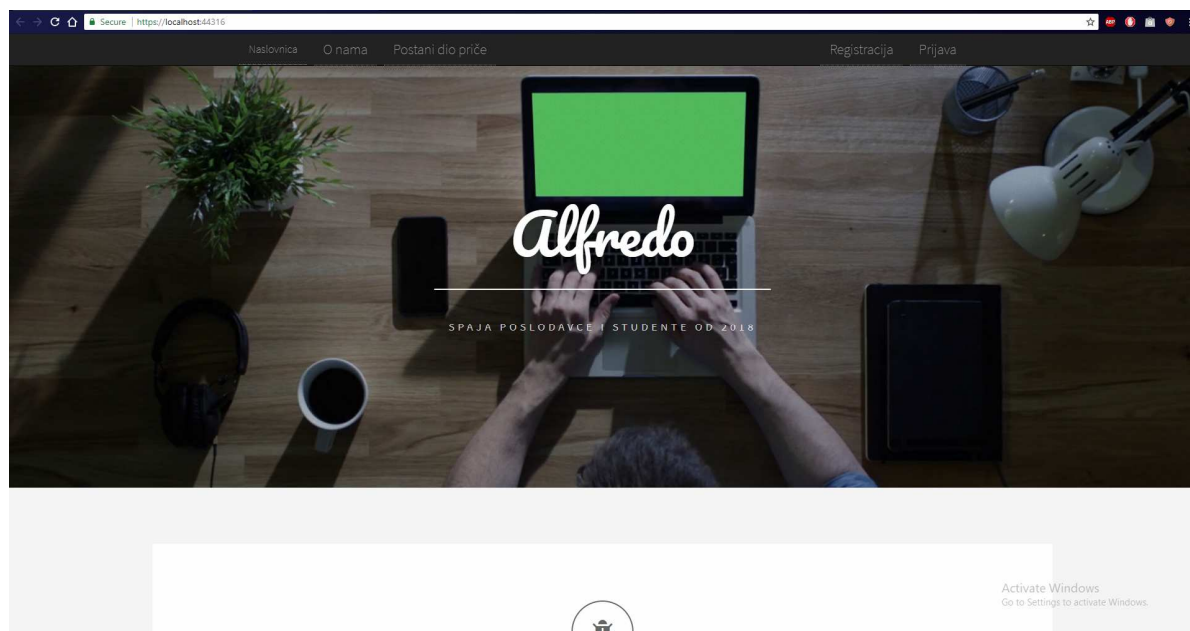 Secure | https://localhost:44316
ABP
Naslovnica O nama Postani dio priče Registracija Prijava
Alfredo
SPAJA POSLODAVCE I STUDENTE OD 2018
Activate Windows
Go to Settings to activate Windows.